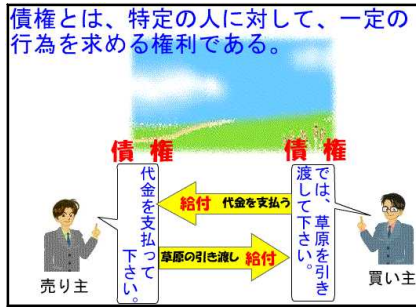 債権とは、特定の人に対して、一定の
行為を求める権利である。
債 権
債 権
代金を支払って
下さい。
では、草原を引き
渡して下さい。
給付 代金を支払う
草原の引き渡し 給付
売り主
買い主